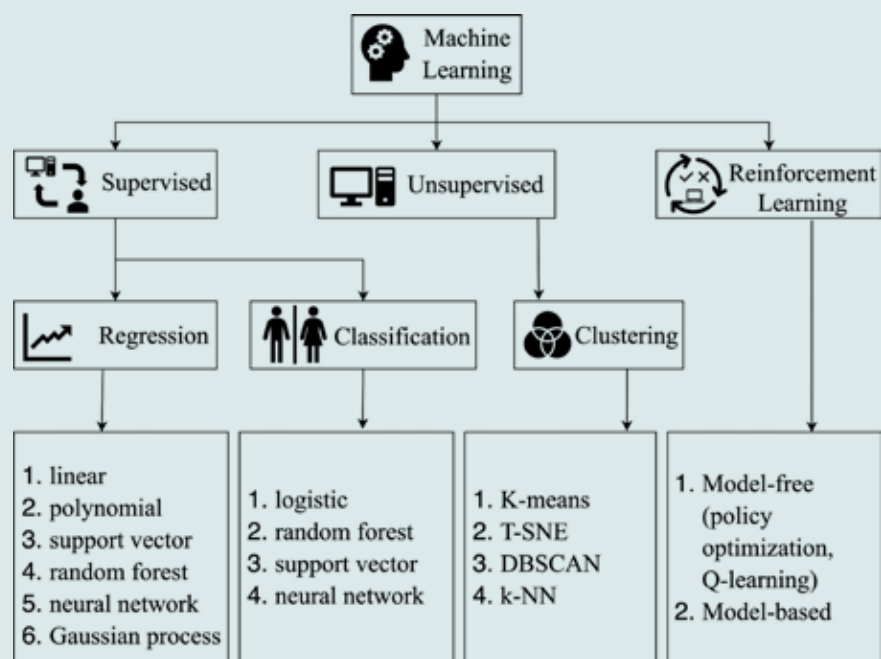 Machine
Learning
Supervised
Unsupervised
Reinforcement
Learning
Regression
Classification
Clustering
1. linear
2. polynomial
3. support vector
4. random forest
5. neural network
6. Gaussian process
1. logistic
2. random forest
3. support vector
4. neural network
1. K-means
2. T-SNE
3. DBSCAN
4. k-NN
1. Model-free
(policy
optimization,
Q-learning)
2. Model-based